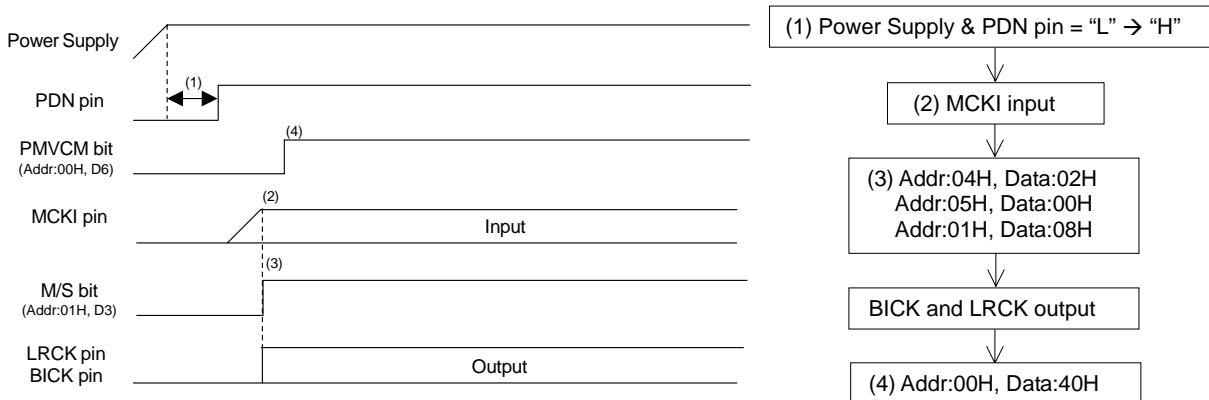 Power Supply
PDN pin
PMVCM bit
(Addr:00H, D6)
MCKI pin
M/S bit
(Addr:01H, D3)
LRCK pin
BICK pin
(1)
(4)
(2)
Input
(3)
Output
(1) Power Supply & PDN pin = “L” → “H”
(2) MCKI input
(3) Addr:04H, Data:02H
Addr:05H, Data:00H
Addr:01H, Data:08H
BICK and LRCK output
(4) Addr:00H, Data:40H